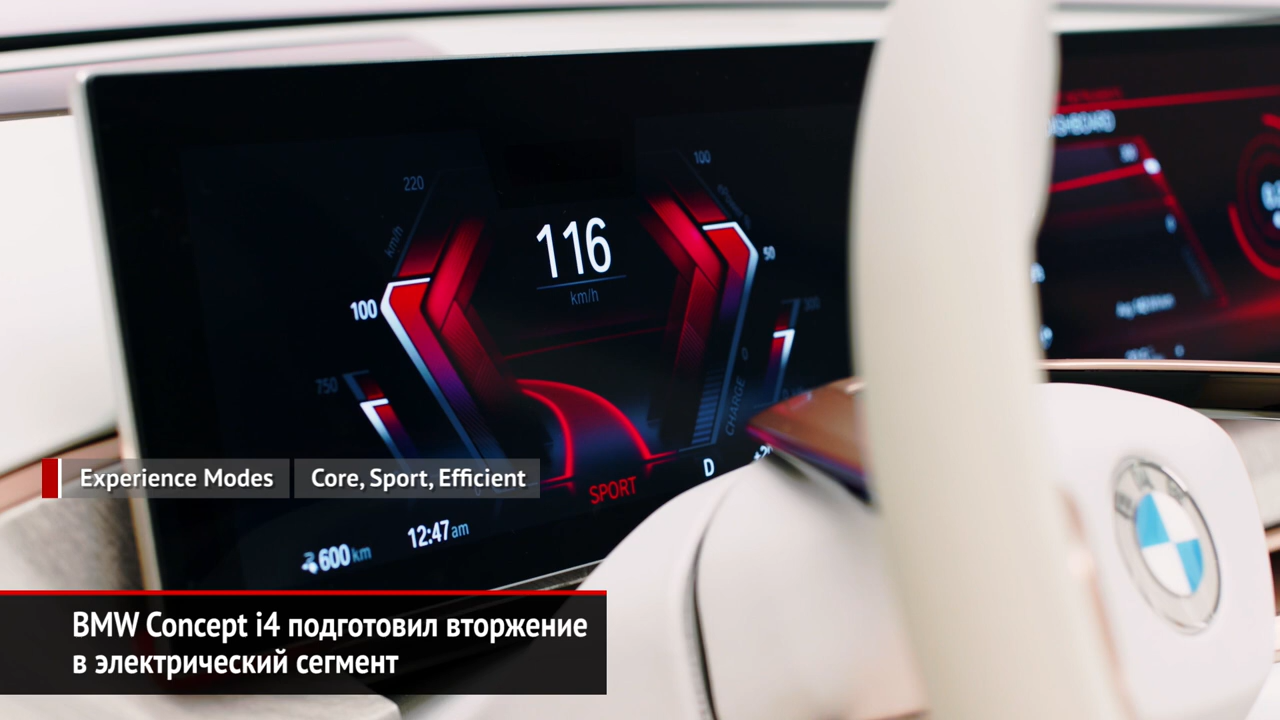 220
km/h
100
750
116
km/h
100
50
0
300
CHARGE
D
SPORT
12:47 am
600 km
Experience Modes
Core, Sport, Efficient
BMW Concept i4 подготовил вторжение
в электрический сегмент